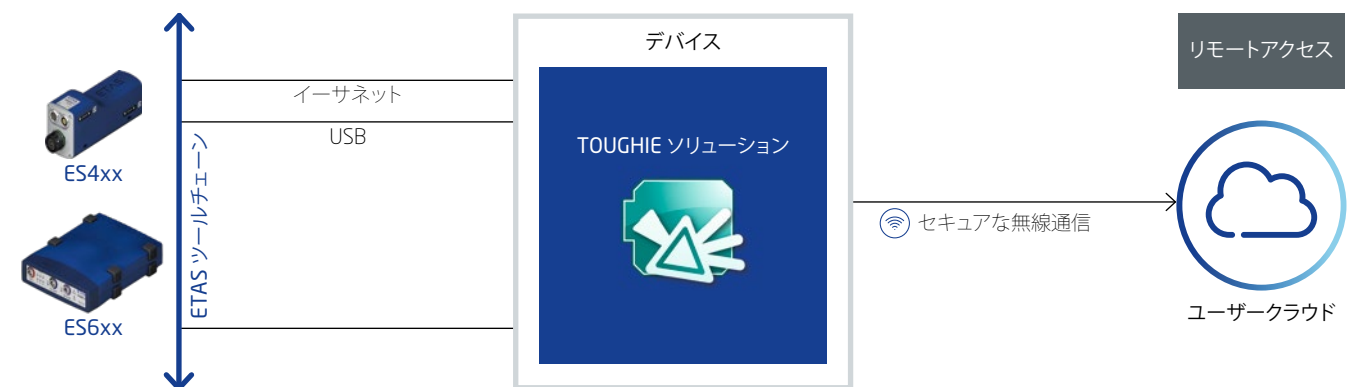 ES4xx
ES6xx
ETAS ツールチェーン
イーサネット
USB
デバイス
TOUGHIE ソリューション
セキュアな無線通信
リモートアクセス
ユーザークラウド